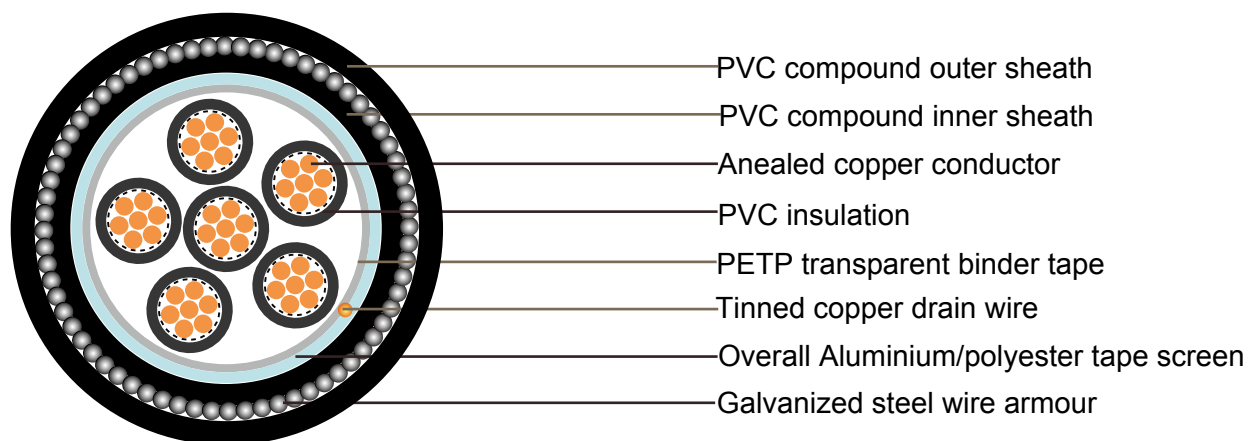 PVC compound outer sheath
PVC compound inner sheath
Anealed copper conductor
PVC insulation
PETP transparent binder tape
Tinned copper drain wire
Overall Aluminium/polyester tape screen
Galvanized steel wire armour